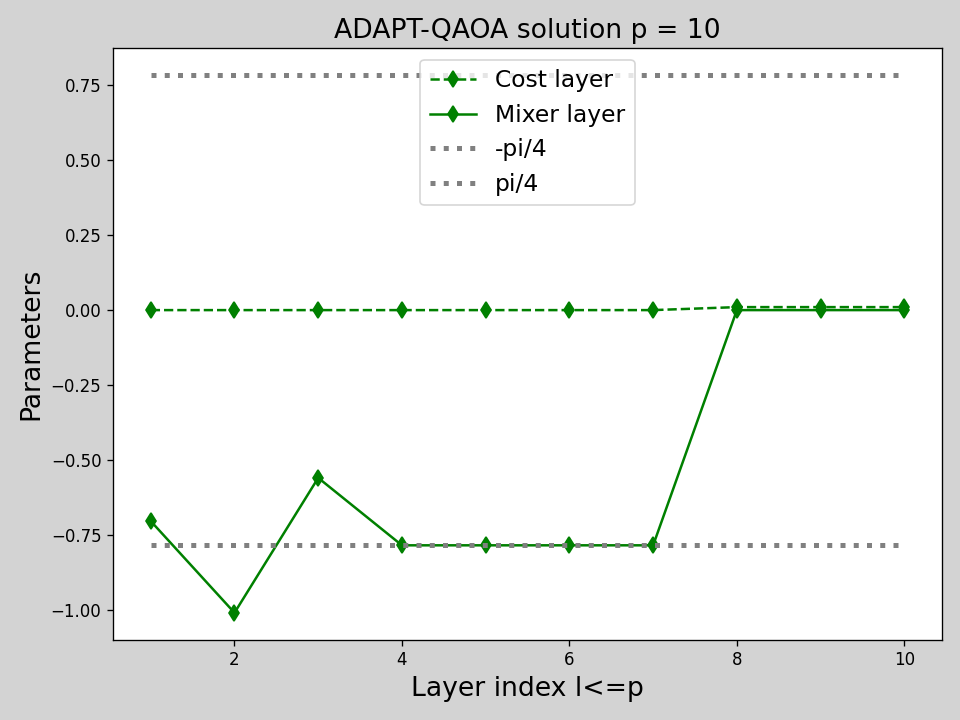 ADAPT-QAOA solution p = 10
Cost layer
Mixer layer
-pi/4
pi/4
Parameters
0.75
0.50
0.25
0.00
−0.25
−0.50
−0.75
−1.00
2 4 6 8 10
Layer index l<=p